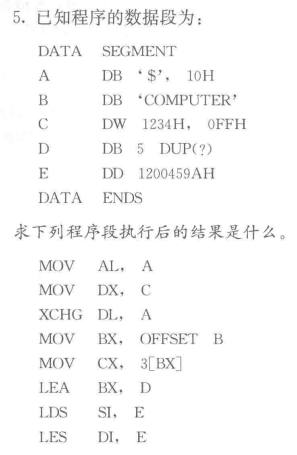 5. 已知程序的数据段为：
DATA SEGMENT
A DB ‘$’， 10H
B DB ‘COMPUTER’
C DW 1234H， 0FFH
D DB 5 DUP(?)
E DD 1200459AH
DATA ENDS
求下列程序段执行后的结果是什么。
MOV AL， A
MOV DX， C
XCHG DL， A
MOV BX， OFFSET B
MOV CX， 3[BX]
LEA BX， D
LDS SI， E
LES DI， E